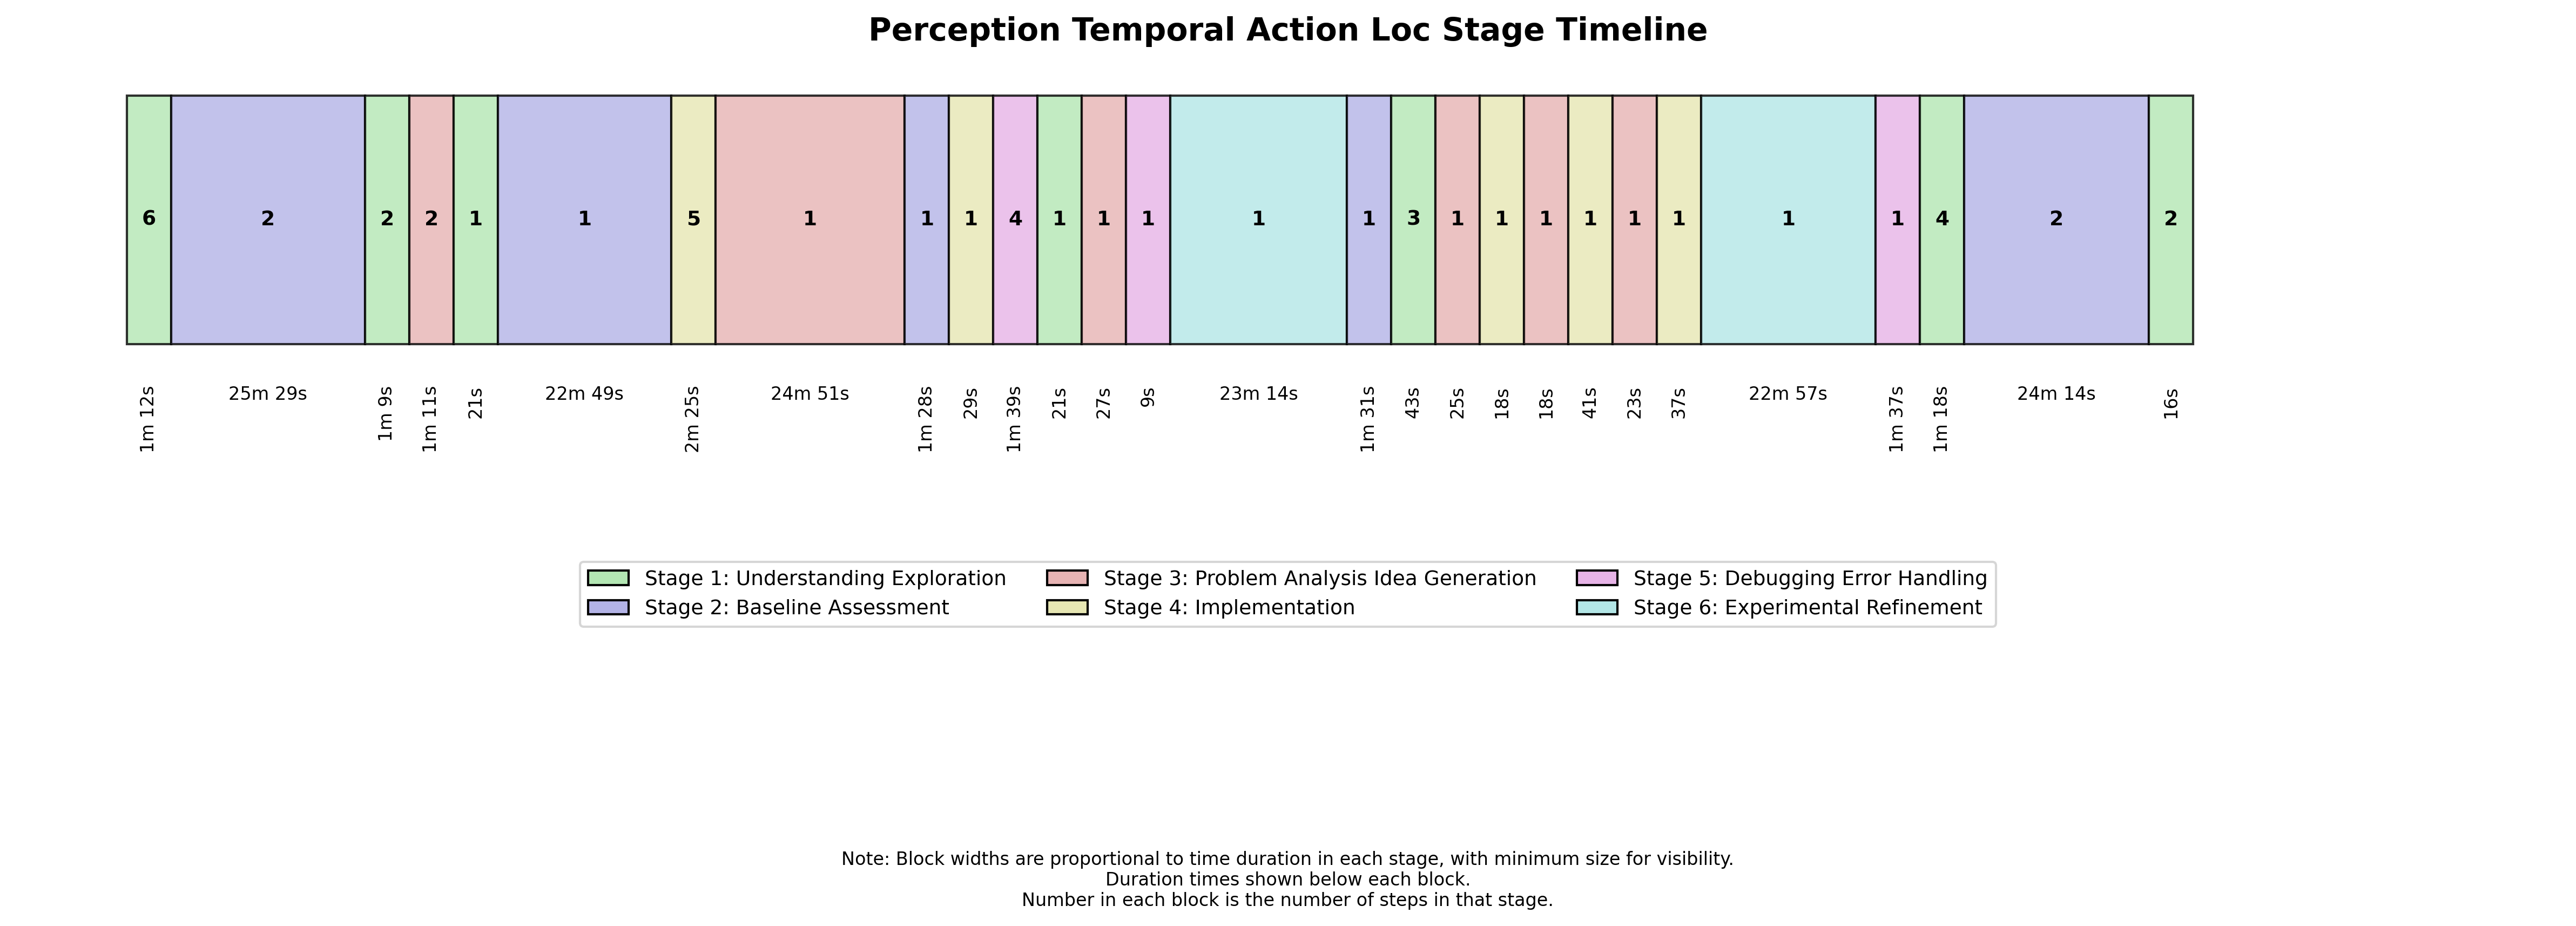 Perception Temporal Action Loc Stage Timeline
6 2 2 2 1 1 5 1 1 1 4 1 1 1 1 1 3 1 1 1 1 1 1 1 1 4 2 2
1m 12s 25m 29s 1m 9s 1m 11s 21s 22m 49s 2m 25s 24m 51s 1m 28s 29s 1m 39s 21s 27s 9s 23m 14s 1m 31s 43s 25s 18s 18s 41s 23s 37s 22m 57s 1m 37s 1m 18s 24m 14s 16s
Stage 1: Understanding Exploration Stage 3: Problem Analysis Idea Generation Stage 5: Debugging Error Handling
Stage 2: Baseline Assessment Stage 4: Implementation Stage 6: Experimental Refinement
Note: Block widths are proportional to time duration in each stage, with minimum size for visibility.
Duration times shown below each block.
Number in each block is the number of steps in that stage.